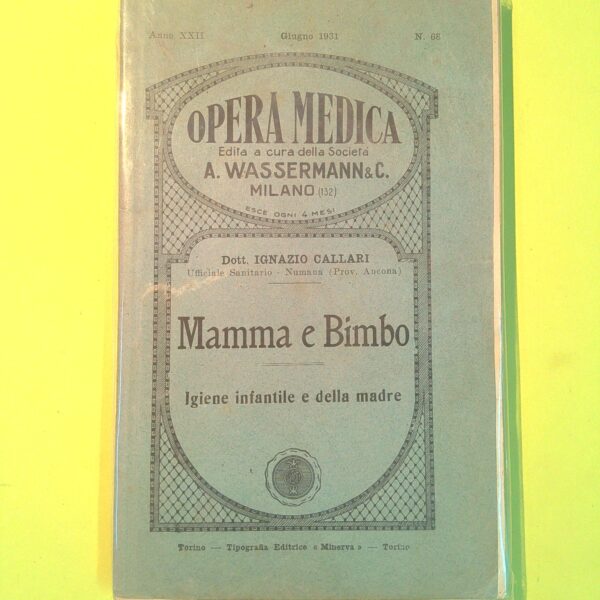 Anno XXII Giugno 1931 N. 68
OPERA MEDICA
Edita a cura della Società
A. WASSERMANN & C.
MILANO (132)
ESCE OGNI 4 MESI
Dott. IGNAZIO CALLARI
Ufficiale Sanitario - Numana (Prov. Ancona)
Mamma e Bimbo
Igiene infantile e della madre
Torino — Tipografia Editrice « Minerva » — Torino